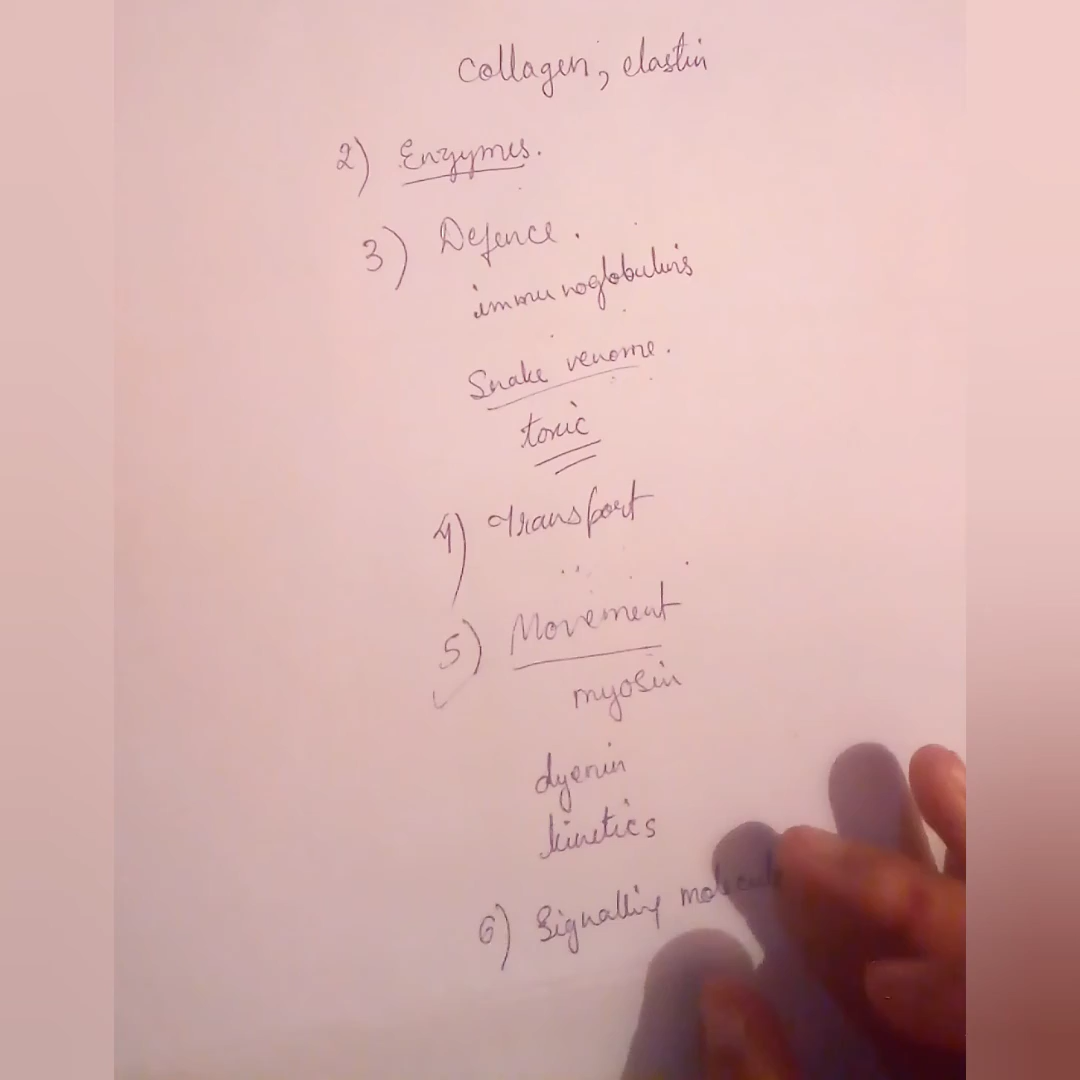 collagen, elastin
2) Enzymes.
3) Defence.
immunoglobulins
Snake venome.
toxic
4) Transport
5) Movement
myosin
dyenin
kinetics
6) Signalling